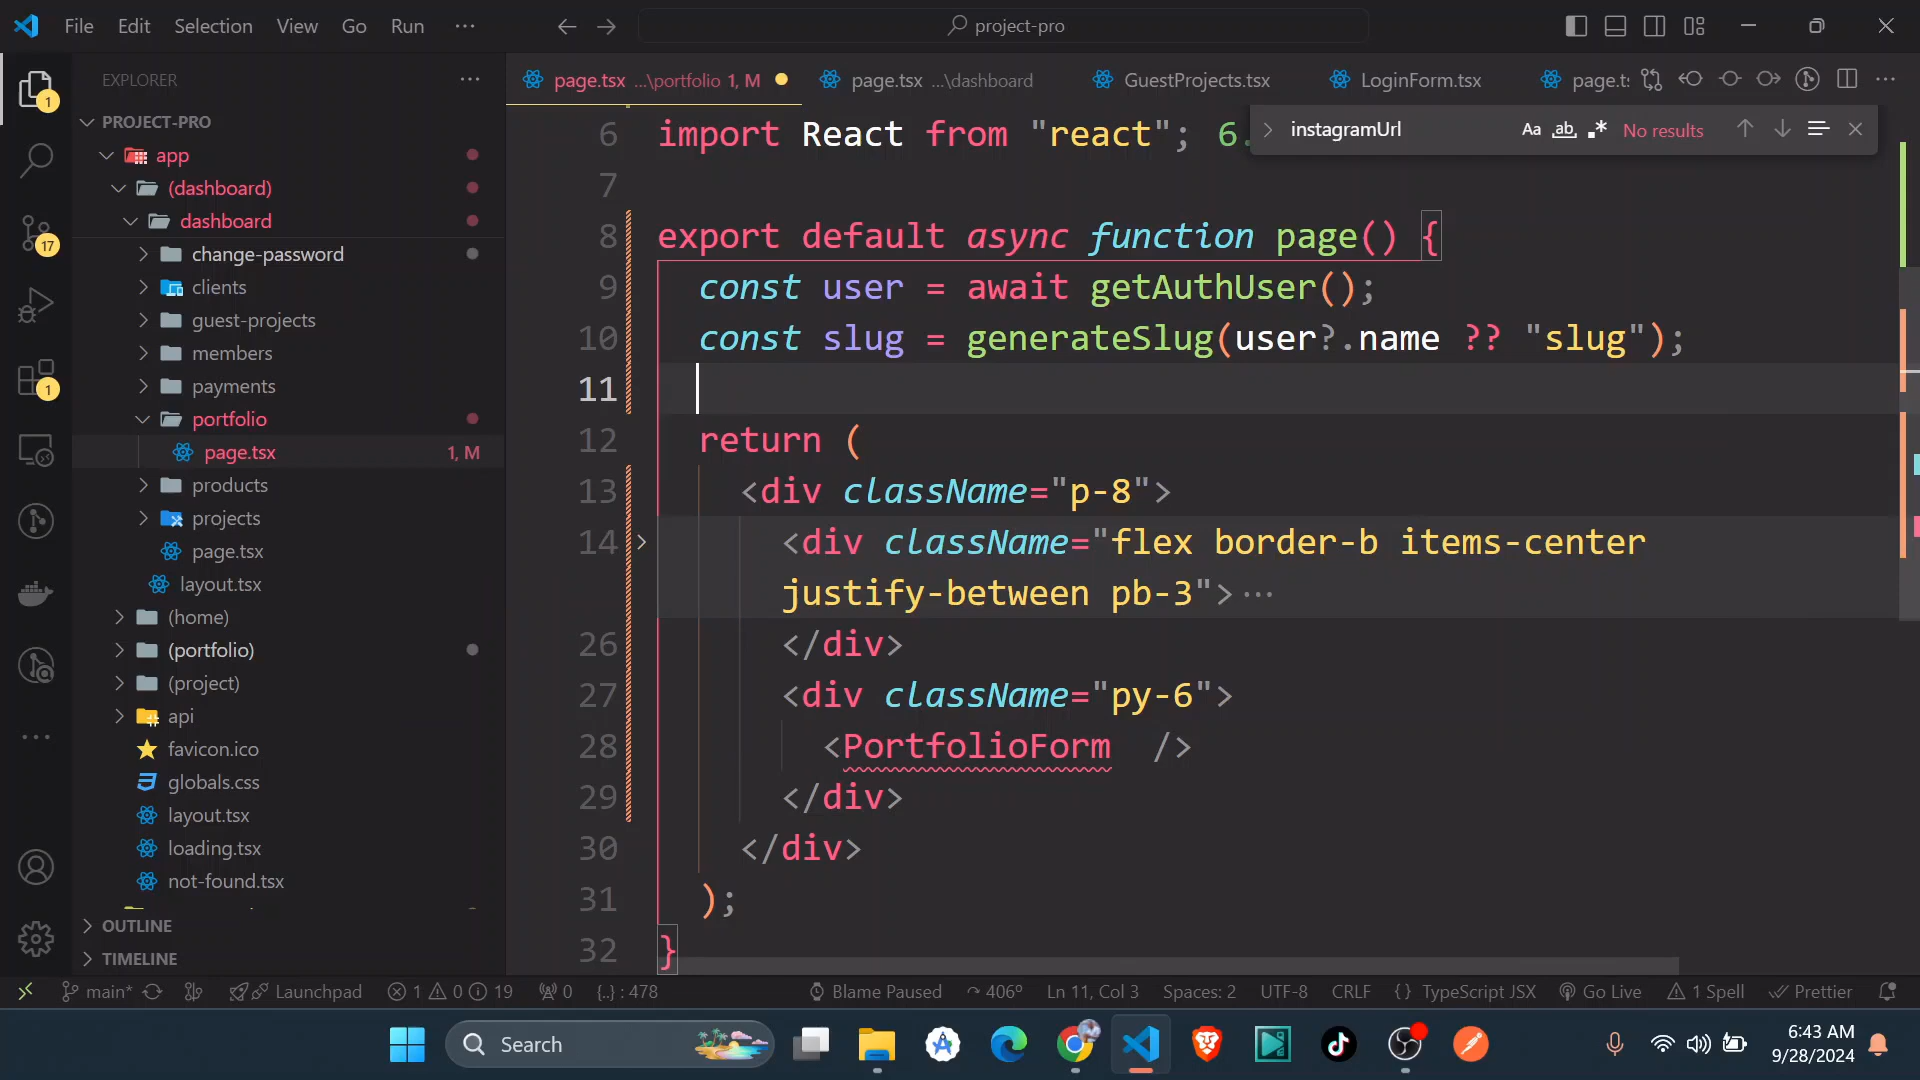 File Edit Selection View Go Run ···
project-pro
EXPLORER ···
page.tsx ...\portfolio 1, M
page.tsx ...\dashboard
GuestProjects.tsx
LoginForm.tsx
page.t
instagramUrl Aa ab No results
PROJECT-PRO
app
(dashboard)
dashboard
change-password
clients
guest-projects
members
payments
portfolio
page.tsx 1, M
products
projects
page.tsx
layout.tsx
(home)
(portfolio)
(project)
api
favicon.ico
globals.css
layout.tsx
loading.tsx
not-found.tsx
OUTLINE
TIMELINE
1
17
1
6 import React from "react"; 6.
7
8 export default async function page() {
9 const user = await getAuthUser();
10 const slug = generateSlug(user?.name ?? "slug");
11
12 return (
13 <div className="p-8">
14 <div className="flex border-b items-center
justify-between pb-3">···
26 </div>
27 <div className="py-6">
28 <PortfolioForm />
29 </div>
30 </div>
31 );
32 }
main* Launchpad 1 0 19 0 {..} : 478 Blame Paused 406° Ln 11, Col 3 Spaces: 2 UTF-8 CRLF {} TypeScript JSX Go Live 1 Spell Prettier
Search
6:43 AM
9/28/2024